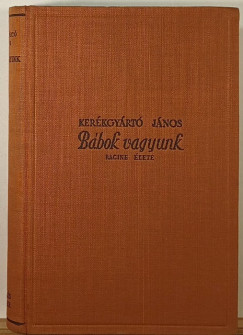 KERÉKGYÁRTÓ JÁNOS
Bábok vagyunk
RACINE ÉLETE